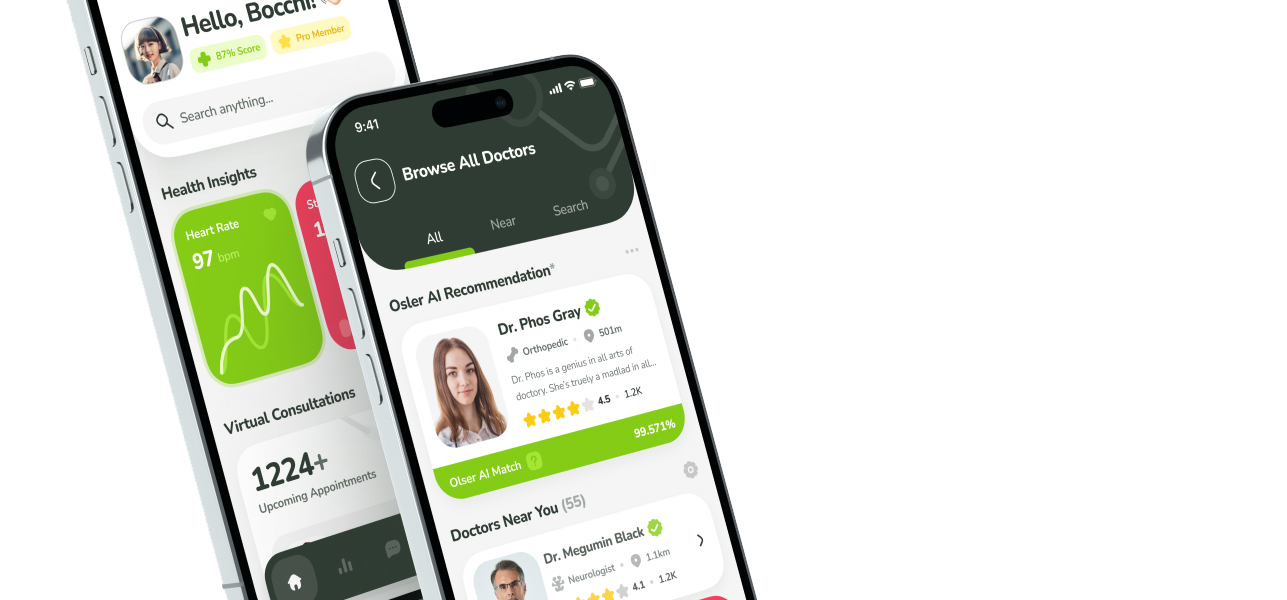 Hello, Bocchi!
87% Score
Pro Member
Search anything...
Health Insights
Heart Rate
97 bpm
St
1
Virtual Consultations
1224+
Upcoming Appointments
9:41
Browse All Doctors
All
Near
Search
Osler AI Recommendation*
Dr. Phos Gray
Orthopedic
501m
Dr. Phos is a genius in all arts of
doctory. She's truely a madlad in all...
4.5
1.2K
Olser AI Match ?
99.571%
Doctors Near You (55)
Dr. Megumin Black
Neurologist
1.1km
4.1
1.2K